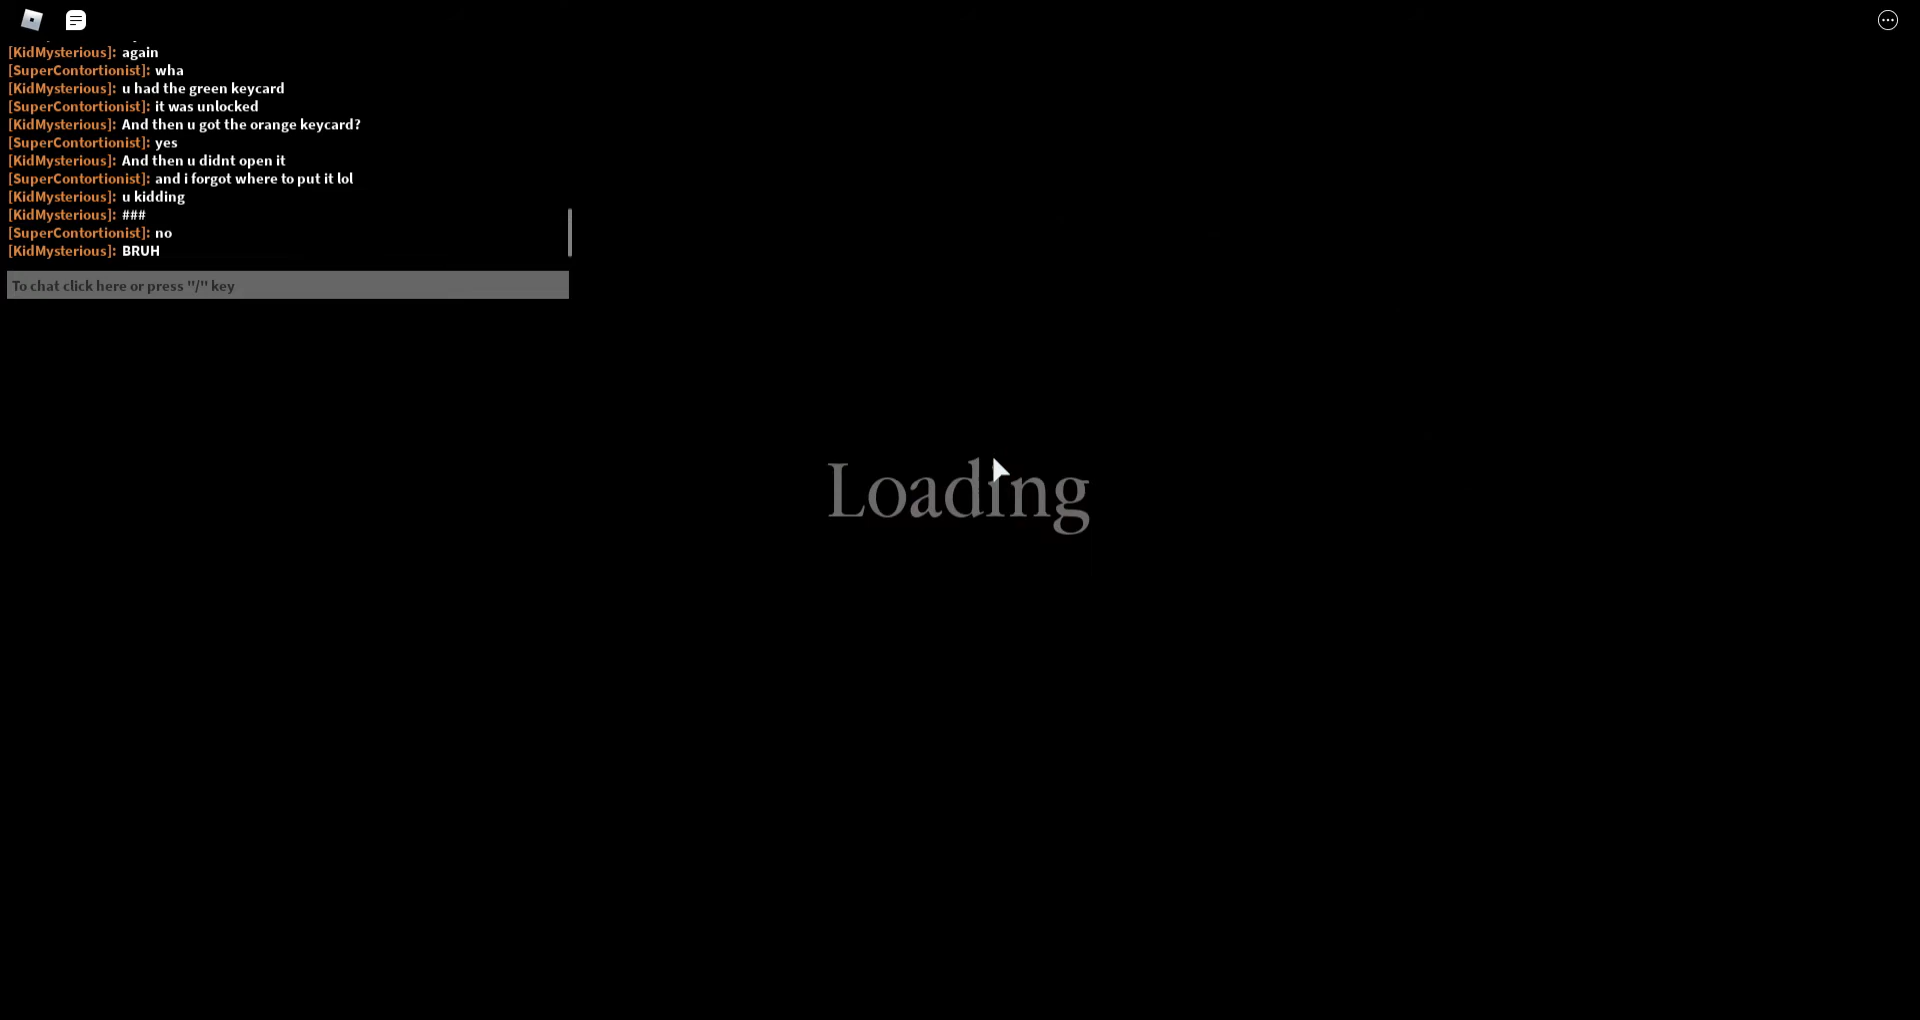 [KidMysterious]: again
[SuperContortionist]: wha
[KidMysterious]: u had the green keycard
[SuperContortionist]: it was unlocked
[KidMysterious]: And then u got the orange keycard?
[SuperContortionist]: yes
[KidMysterious]: And then u didnt open it
[SuperContortionist]: and i forgot where to put it lol
[KidMysterious]: u kidding
[KidMysterious]: ###
[SuperContortionist]: no
[KidMysterious]: BRUH
To chat click here or press "/" key
Loading